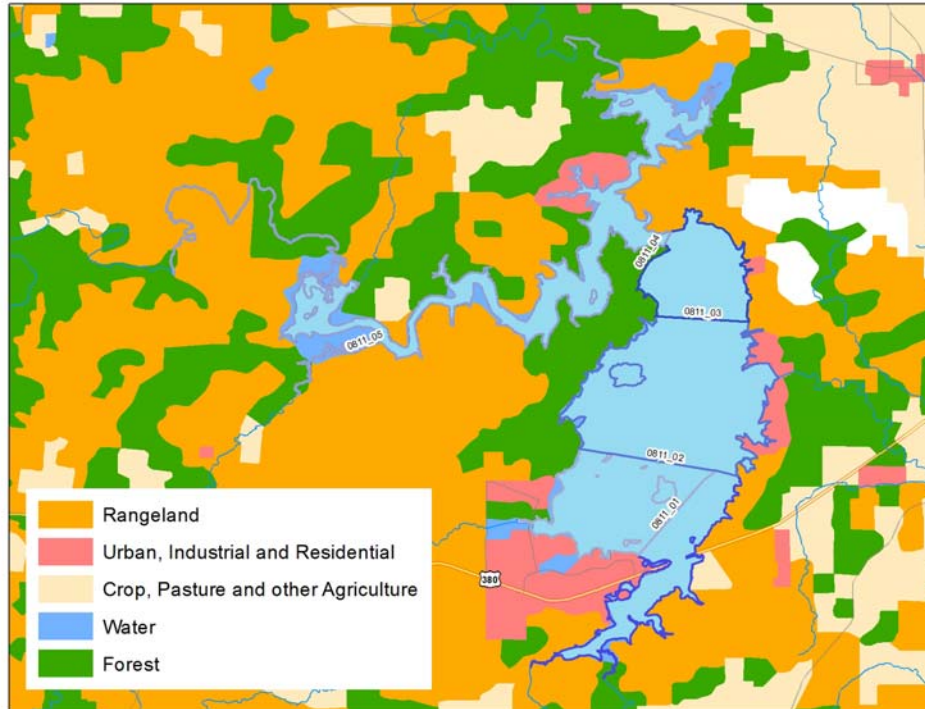 0811_04
0811_03
0811_05
0811_02
0811_01
380
Rangeland
Urban, Industrial and Residential
Crop, Pasture and other Agriculture
Water
Forest